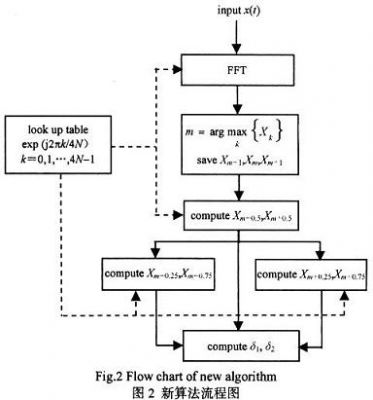 input x(t)
FFT
look up table
exp (j2πk/4N)
k=0,1,⋯,4N−1
m = arg max_k {X_k}
save X_{m−1},X_m,X_{m+1}
compute X_{m−0.5},X_{m+0.5}
compute X_{m−0.25},X_{m−0.75}
compute X_{m+0.25},X_{m+0.75}
compute δ₁, δ₂
Fig.2 Flow chart of new algorithm
图 2 新算法流程图